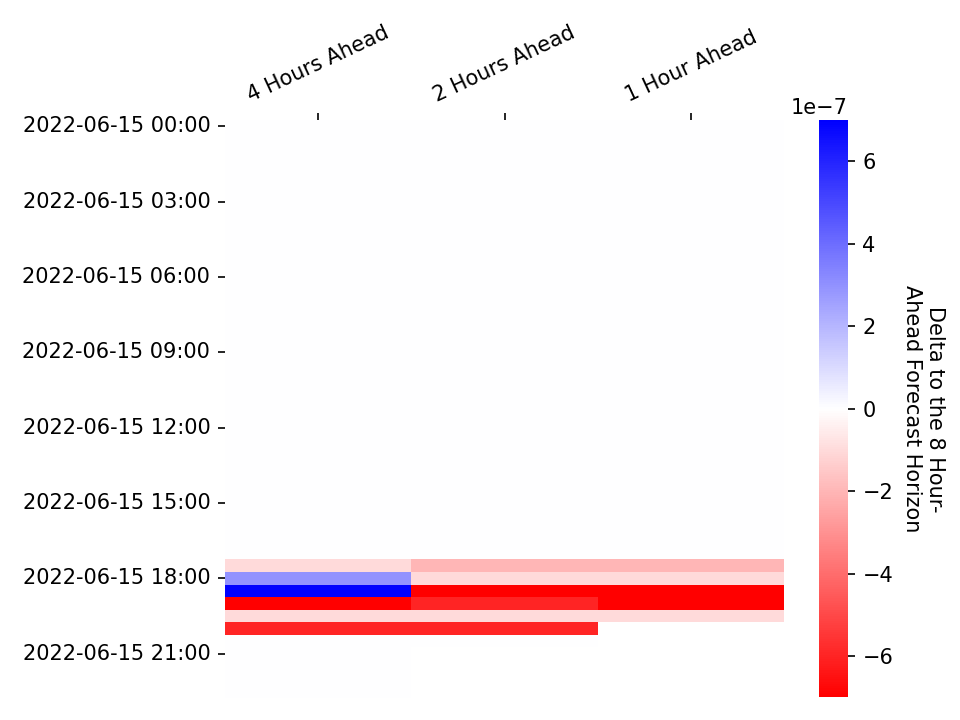 4 Hours Ahead
2 Hours Ahead
1 Hour Ahead
1e−7
2022-06-15 00:00
2022-06-15 03:00
2022-06-15 06:00
2022-06-15 09:00
2022-06-15 12:00
2022-06-15 15:00
2022-06-15 18:00
2022-06-15 21:00
6
4
2
0
−2
−4
−6
Delta to the 8 Hour-
Ahead Forecast Horizon